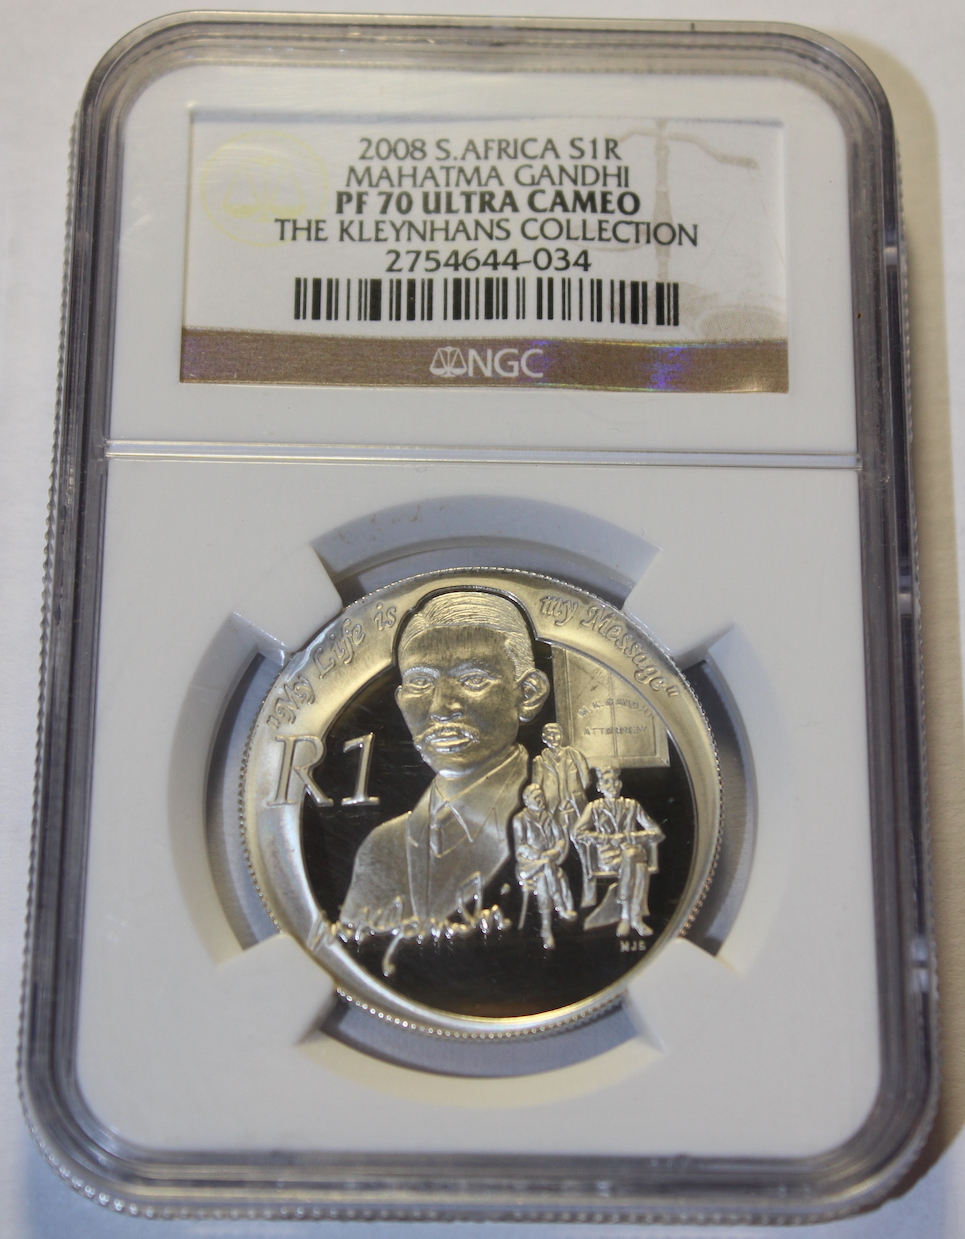 2008 S.AFRICA S1R
MAHATMA GANDHI
PF 70 ULTRA CAMEO
THE KLEYNHANS COLLECTION
2754644-034
NGC
"My Life is my Message"
R1
M.K. GANDHI
ATTORNEY
MJS